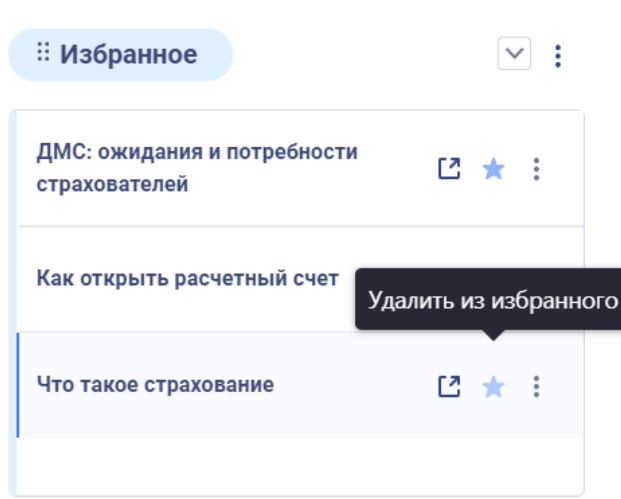 Избранное
ДМС: ожидания и потребности
страхователей
Как открыть расчетный счет
Удалить из избранного
Что такое страхование